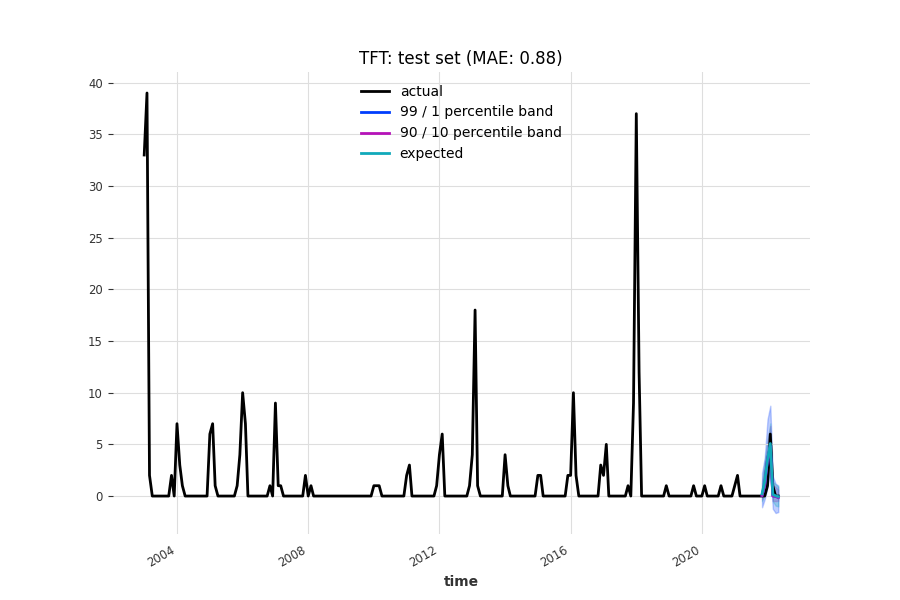 TFT: test set (MAE: 0.88)
actual
99 / 1 percentile band
90 / 10 percentile band
expected
40
35
30
25
20
15
10
5
0
2004
2008
2012
2016
2020
time